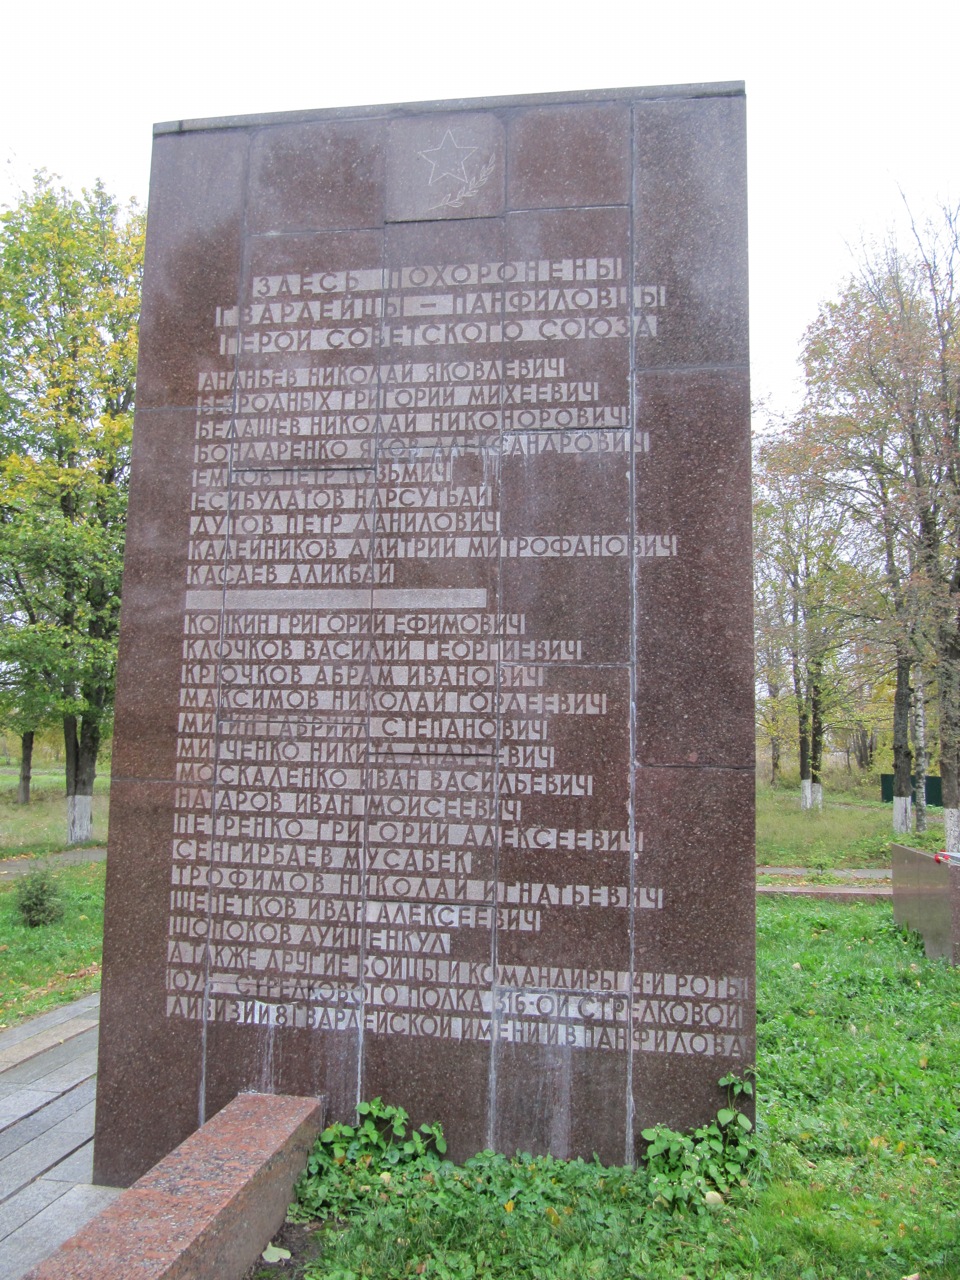 ЗДЕСЬ ПОХОРОНЕНЫ
ГВАРДЕЙЦЫ–ПАНФИЛОВЦЫ
ГЕРОИ СОВЕТСКОГО СОЮЗА
АНАНЬЕВ НИКОЛАЙ ЯКОВЛЕВИЧ
БЕЗРОДНЫХ ГРИГОРИЙ МИХЕЕВИЧ
БЕЛАШЕВ НИКОЛАЙ НИКОНОРОВИЧ
БОНДАРЕНКО ЯКОВ АЛЕКСАНДРОВИЧ
ЕМЦОВ ПЕТР КУЗЬМИЧ
ЕСИБУЛАТОВ НАРСУТБАЙ
ДУТОВ ПЕТР ДАНИЛОВИЧ
КАЛЕЙНИКОВ ДМИТРИЙ МИТРОФАНОВИЧ
КАСАЕВ АЛИКБАЙ
КОНКИН ГРИГОРИЙ ЕФИМОВИЧ
КЛОЧКОВ ВАСИЛИЙ ГЕОРГИЕВИЧ
КРЮЧКОВ АБРАМ ИВАНОВИЧ
МАКСИМОВ НИКОЛАЙ ГОРДЕЕВИЧ
МИТИН ГАВРИИЛ СТЕПАНОВИЧ
МИТЧЕНКО НИКИТА АНДРЕЕВИЧ
МОСКАЛЕНКО ИВАН ВАСИЛЬЕВИЧ
НАТАРОВ ИВАН МОИСЕЕВИЧ
ПЕТРЕНКО ГРИГОРИЙ АЛЕКСЕЕВИЧ
СЕНГИРБАЕВ МУСАБЕК
ТРОФИМОВ НИКОЛАЙ ИГНАТЬЕВИЧ
ШЕПЕТКОВ ИВАН АЛЕКСЕЕВИЧ
ШОПОКОВ ДУЙШЕНКУЛ
А ТАКЖЕ ДРУГИЕ БОЙЦЫ И КОМАНДИРЫ 4-Й РОТЫ
1074 СТРЕЛКОВОГО ПОЛКА 316-ОЙ СТРЕЛКОВОЙ
ДИВИЗИИ 8 ГВАРДЕЙСКОЙ ИМЕНИ И.В.ПАНФИЛОВА